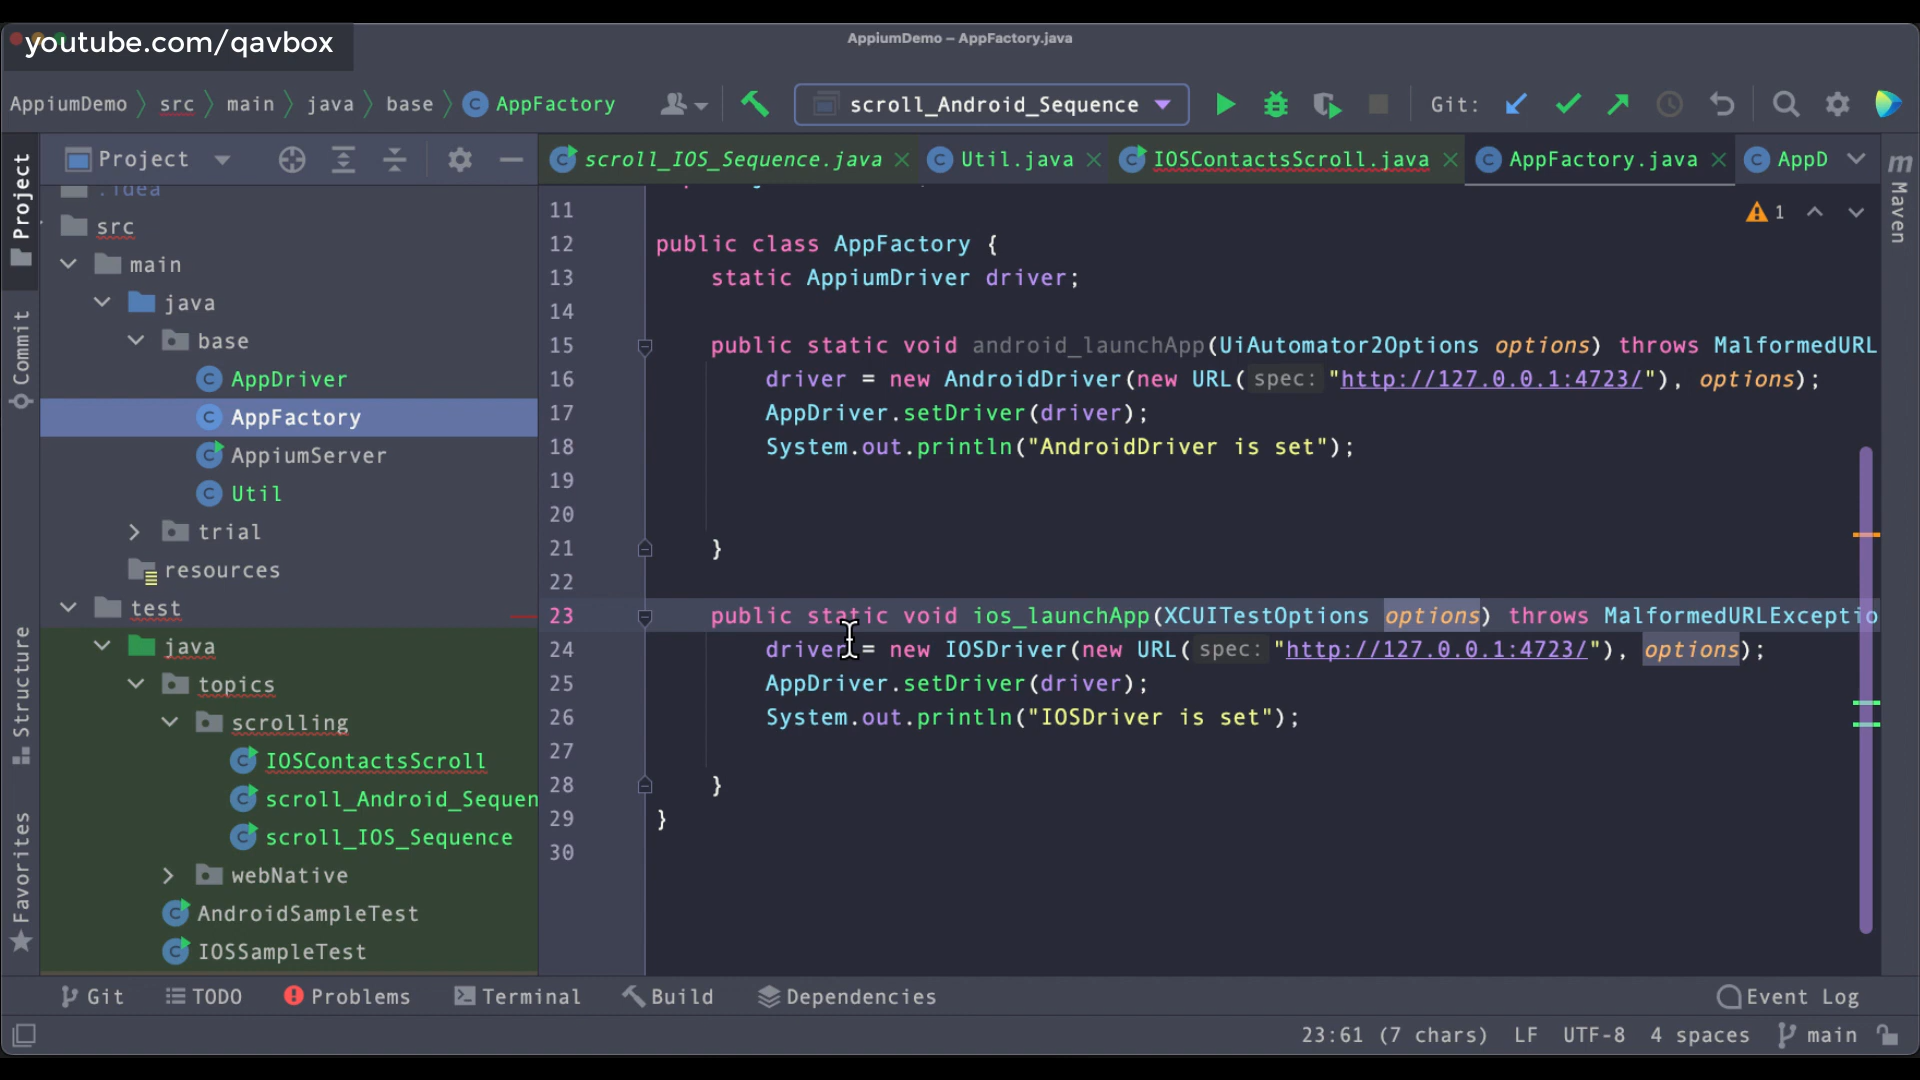 youtube.com/qavbox
AppiumDemo – AppFactory.java
AppiumDemo 〉 src 〉 main 〉 java 〉 base 〉 C AppFactory
scroll_Android_Sequence
Git:
Project
scroll_IOS_Sequence.java
Util.java
IOSContactsScroll.java
AppFactory.java
AppD
.idea
src
main
java
base
AppDriver
AppFactory
AppiumServer
Util
trial
resources
test
java
topics
scrolling
IOSContactsScroll
scroll_Android_Sequen
scroll_IOS_Sequence
webNative
AndroidSampleTest
IOSSampleTest
Project
Commit
Structure
Favorites
11
12 public class AppFactory {
13 static AppiumDriver driver;
14
15 public static void android_launchApp(UiAutomator2Options options) throws MalformedURL
16 driver = new AndroidDriver(new URL( spec: "http://127.0.0.1:4723/"), options);
17 AppDriver.setDriver(driver);
18 System.out.println("AndroidDriver is set");
19
20
21 }
22
23 public static void ios_launchApp(XCUITestOptions options) throws MalformedURLExceptio
24 driver = new IOSDriver(new URL( spec: "http://127.0.0.1:4723/"), options);
25 AppDriver.setDriver(driver);
26 System.out.println("IOSDriver is set");
27
28 }
29 }
30
1
m
Maven
Git
TODO
Problems
Terminal
Build
Dependencies
Event Log
23:61 (7 chars) LF UTF-8 4 spaces main